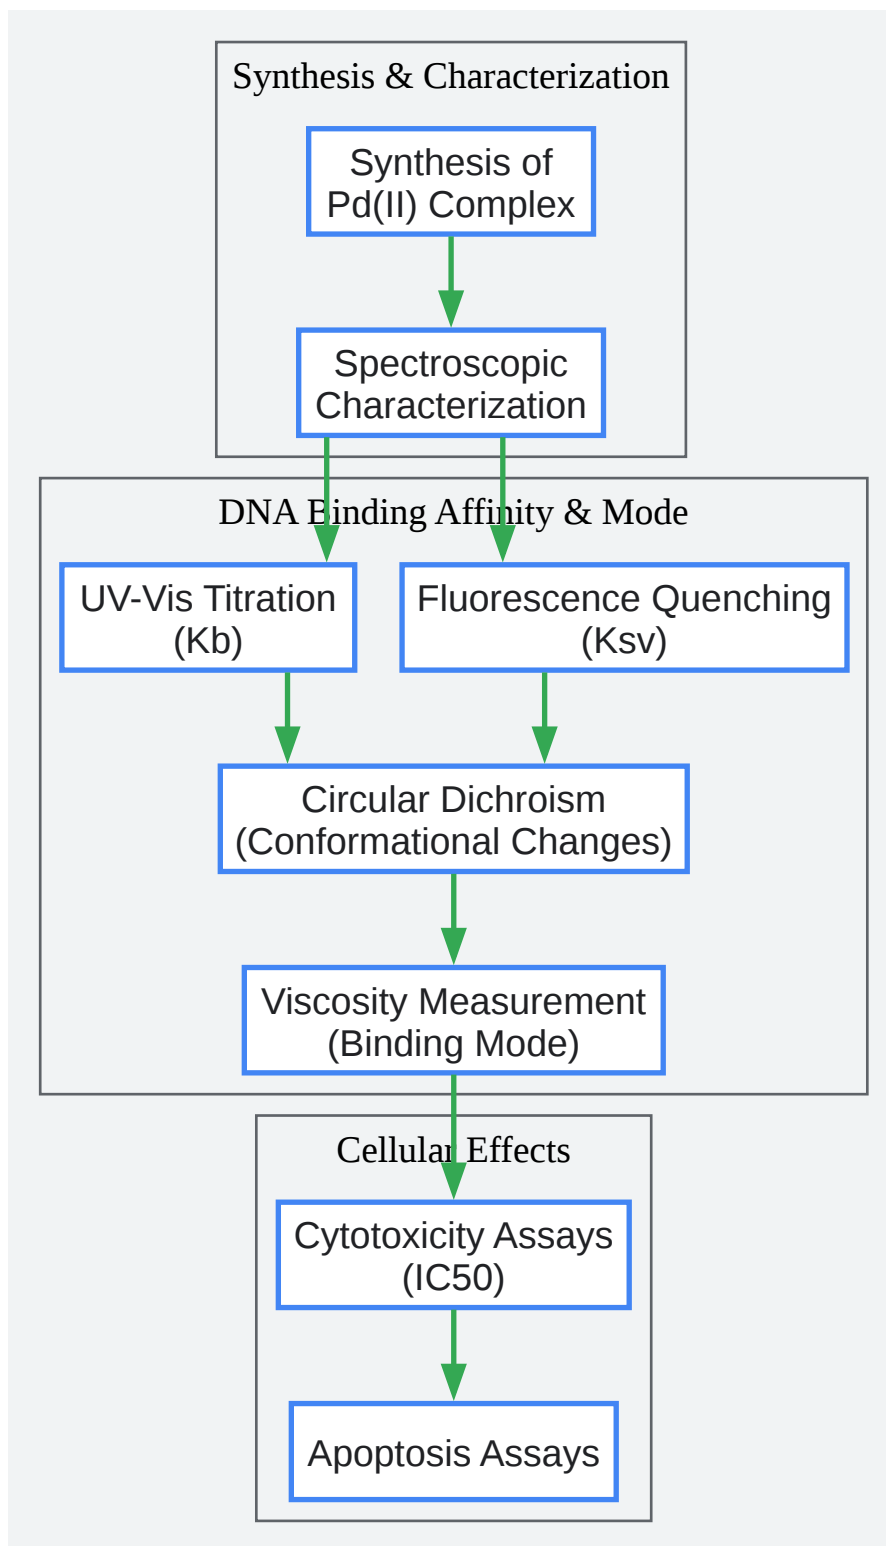 Synthesis & Characterization
Synthesis of
Pd(II) Complex
Spectroscopic
Characterization
DNA Binding Affinity & Mode
UV-Vis Titration
(Kb)
Fluorescence Quenching
(Ksv)
Circular Dichroism
(Conformational Changes)
Viscosity Measurement
(Binding Mode)
Cellular Effects
Cytotoxicity Assays
(IC50)
Apoptosis Assays